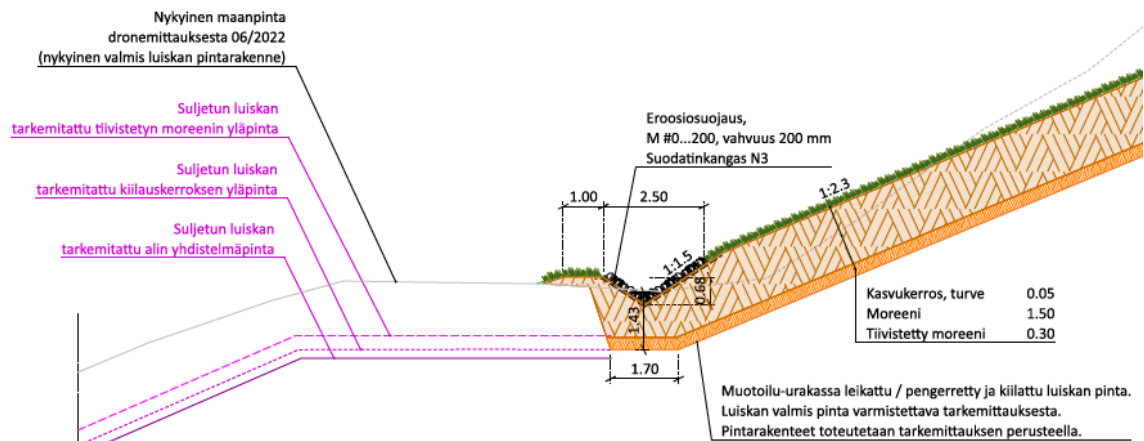 Nykyinen maanpinta
dronemittauksesta 06/2022
(nykyinen valmis luiskan pintarakenne)
Suljetun luiskan
tarkemitattu tiivistetyn moreenin yläpinta
Suljetun luiskan
tarkemitattu kiilauskerroksen yläpinta
Suljetun luiskan
tarkemitattu alin yhdistelmäpinta
Eroosiosuojaus,
M #0...200, vahvuus 200 mm
Suodatinkangas N3
1.00
2.50
1:2.3
1:1.5
0.68
1.43
1.70
Kasvukerros, turve 0.05
Moreeni 1.50
Tiivistetty moreeni 0.30
Muotoilu-urakassa leikattu / pengerretty ja kiilattu luiskan pinta.
Luiskan valmis pinta varmistettava tarkemittauksesta.
Pintarakenteet toteutetaan tarkemittauksen perusteella.